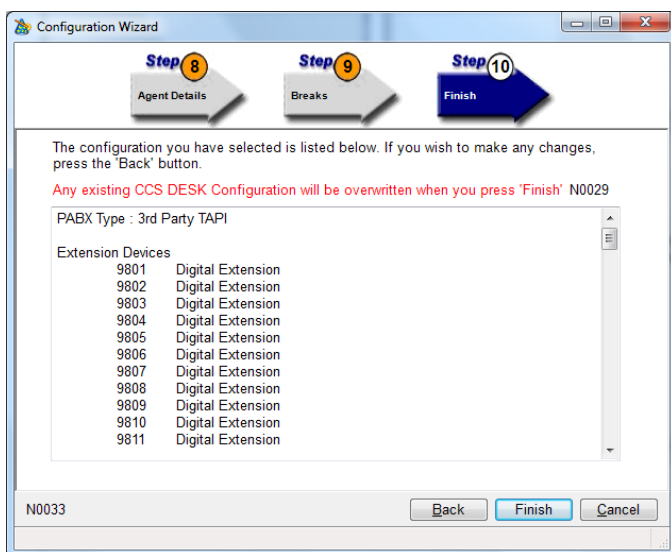 Configuration Wizard
Step 8
Agent Details
Step 9
Breaks
Step 10
Finish
The configuration you have selected is listed below. If you wish to make any changes,
press the 'Back' button.
Any existing CCS DESK Configuration will be overwritten when you press 'Finish' N0029
PABX Type : 3rd Party TAPI
Extension Devices
9801 Digital Extension
9802 Digital Extension
9803 Digital Extension
9804 Digital Extension
9805 Digital Extension
9806 Digital Extension
9807 Digital Extension
9808 Digital Extension
9809 Digital Extension
9810 Digital Extension
9811 Digital Extension
N0033
Back
Finish
Cancel